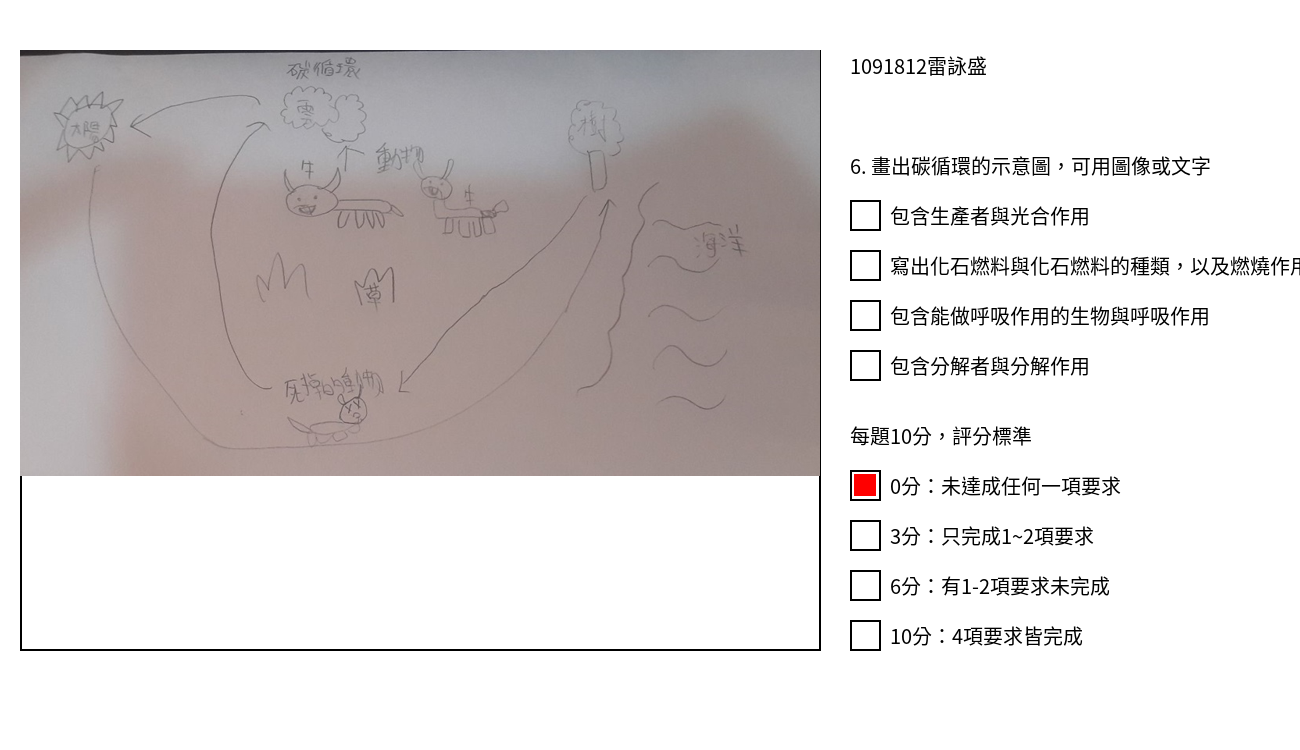 碳循環
太陽
雲
樹
牛
動物
牛
海洋
草
死掉的動物
1091812雷詠盛
6. 畫出碳循環的示意圖，可用圖像或文字
包含生產者與光合作用
寫出化石燃料與化石燃料的種類，以及燃燒作用
包含能做呼吸作用的生物與呼吸作用
包含分解者與分解作用
每題10分，評分標準
0分：未達成任何一項要求
3分：只完成1~2項要求
6分：有1-2項要求未完成
10分：4項要求皆完成